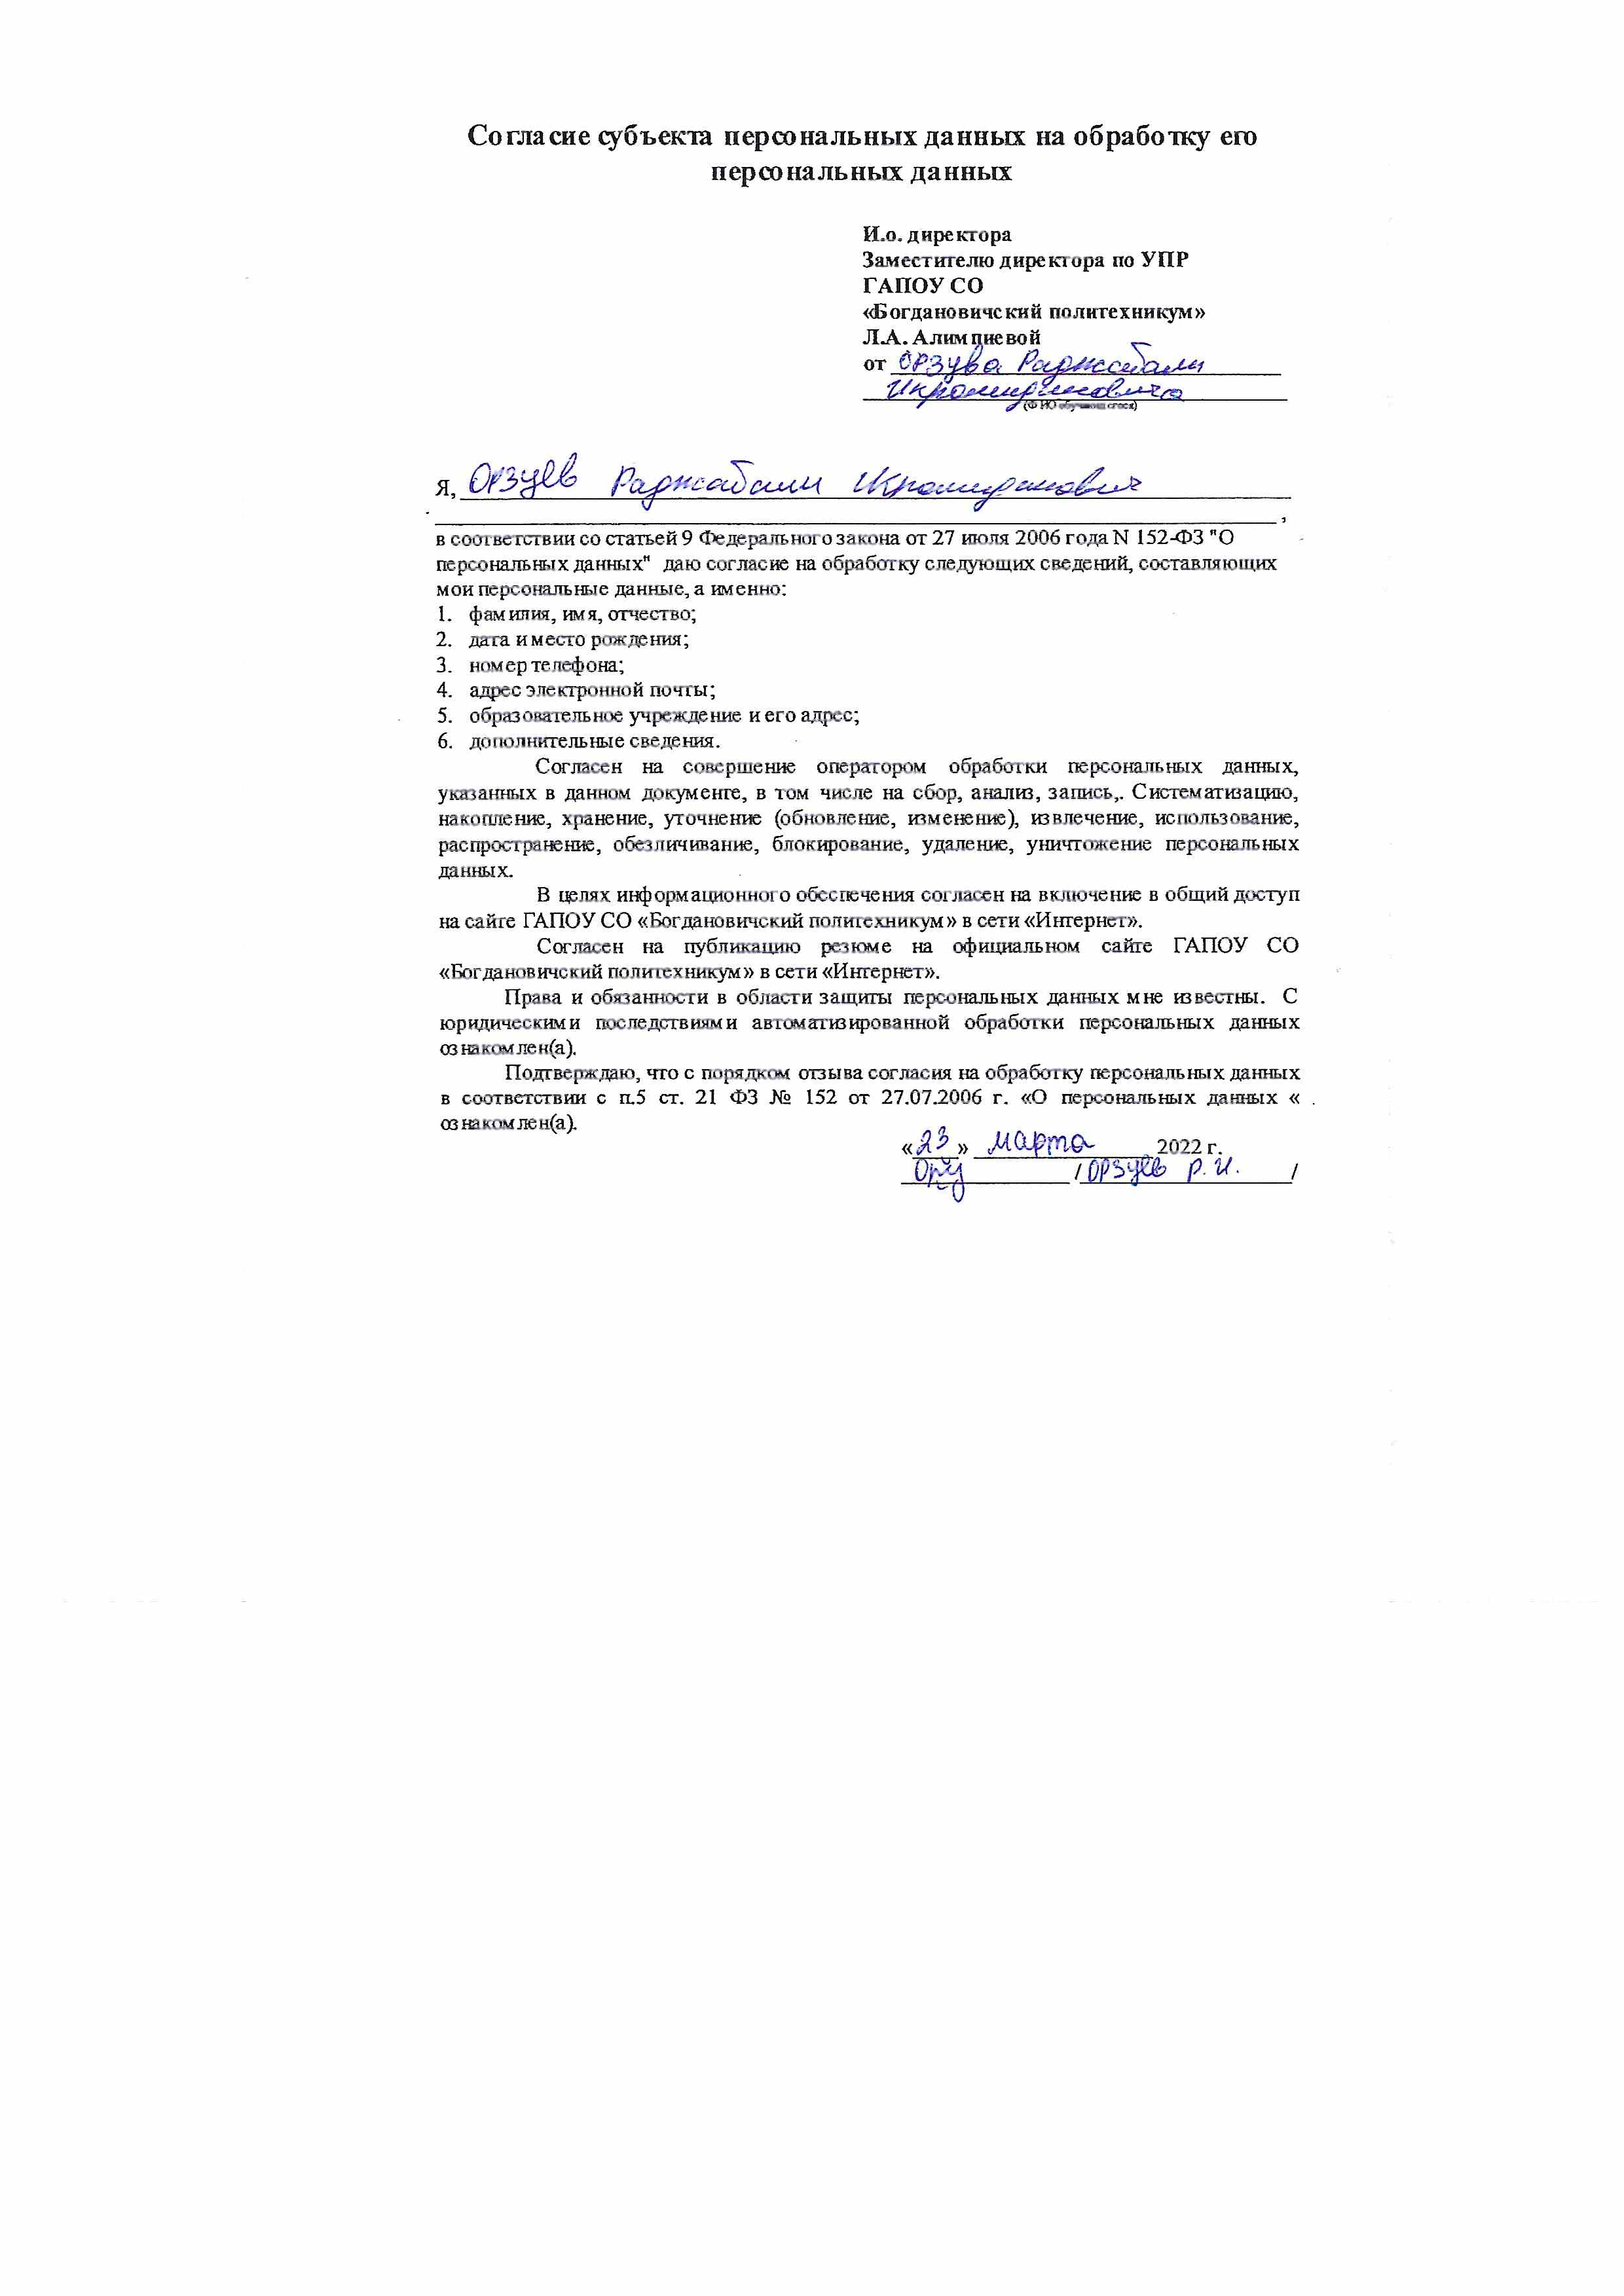 Согласие субъекта персональных данных на обработку его
персональных данных
И.о. директора
Заместителю директора по УПР
ГАПОУ СО
«Богдановичский политехникум»
Л.А. Алимпиевой
от Орзува Раджабали
(ФИО обучающегося)
Я, Орзуев Раджабали
,
в соответствии со статьей 9 Федерального закона от 27 июля 2006 года N 152-ФЗ "О
персональных данных" даю согласие на обработку следующих сведений, составляющих
мои персональные данные, а именно:
1. фамилия, имя, отчество;
2. дата и место рождения;
3. номер телефона;
4. адрес электронной почты;
5. образовательное учреждение и его адрес;
6. дополнительные сведения.
Согласен на совершение оператором обработки персональных данных,
указанных в данном документе, в том числе на сбор, анализ, запись,. Систематизацию,
накопление, хранение, уточнение (обновление, изменение), извлечение, использование,
распространение, обезличивание, блокирование, удаление, уничтожение персональных
данных.
В целях информационного обеспечения согласен на включение в общий доступ
на сайте ГАПОУ СО «Богдановичский политехникум» в сети «Интернет».
Согласен на публикацию резюме на официальном сайте ГАПОУ СО
«Богдановичский политехникум» в сети «Интернет».
Права и обязанности в области защиты персональных данных мне известны. С
юридическими последствиями автоматизированной обработки персональных данных
ознакомлен(а).
Подтверждаю, что с порядком отзыва согласия на обработку персональных данных
в соответствии с п.5 ст. 21 ФЗ № 152 от 27.07.2006 г. «О персональных данных «
ознакомлен(а).
«23» марта 2022 г.
/ Орзуев Р.И. /